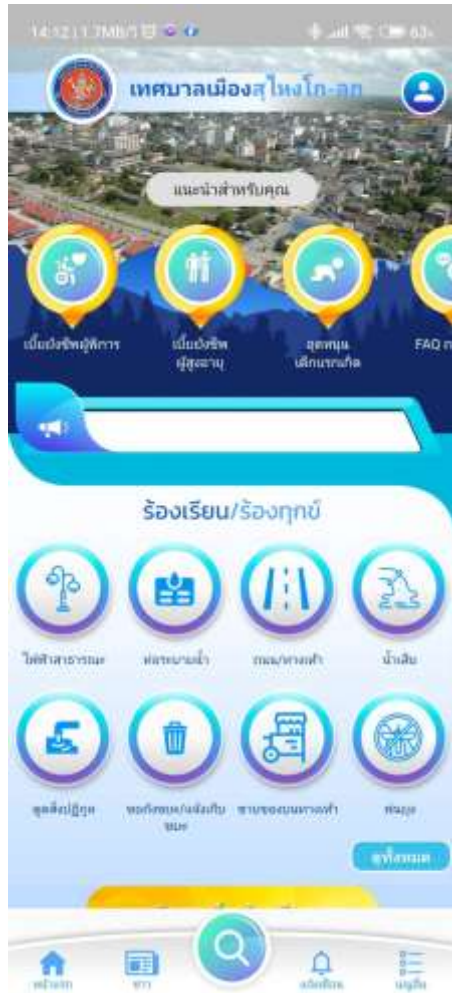 14:12 | 1.7MB/s
63
เทศบาลเมืองสุไหงโก-ลก
แนะนำสำหรับคุณ
เบี้ยยังชีพผู้พิการ
เบี้ยยังชีพ
ผู้สูงอายุ
อุดหนุน
เด็กแรกเกิด
FAQ
ร้องเรียน/ร้องทุกข์
ไฟฟ้าสาธารณะ
ท่อระบายน้ำ
ถนน/ทางเท้า
น้ำเสีย
ดูดสิ่งปฏิกูล
ขอถังขยะ/แจ้งเก็บ
ขยะ
ขายของบนทางเท้า
พ่นยุง
ดูทั้งหมด
หน้าแรก
ข่าว
แจ้งเตือน
เมนูอื่น